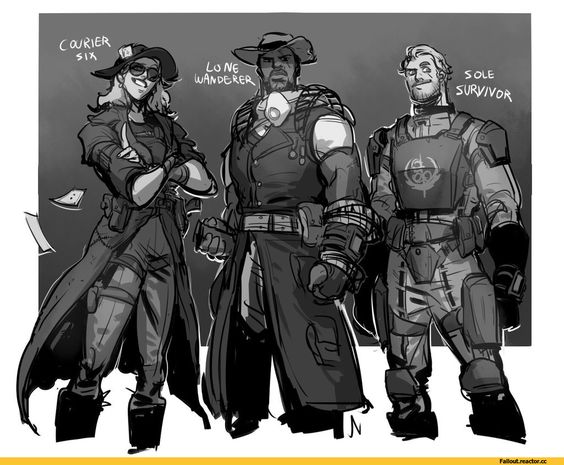 COURIER
SIX
LONE
WANDERER
SOLE
SURVIVOR
Fallout.reactor.cc